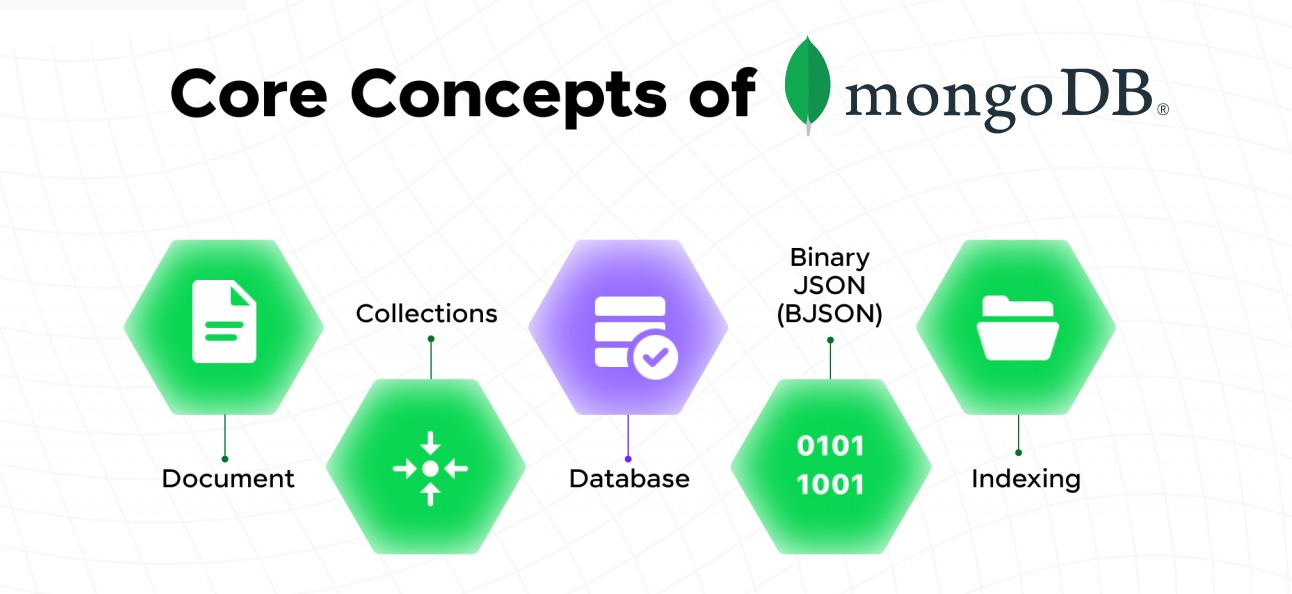 Core Concepts of mongoDB®
Document
Collections
Database
Binary
JSON
(BJSON)
0101
1001
Indexing